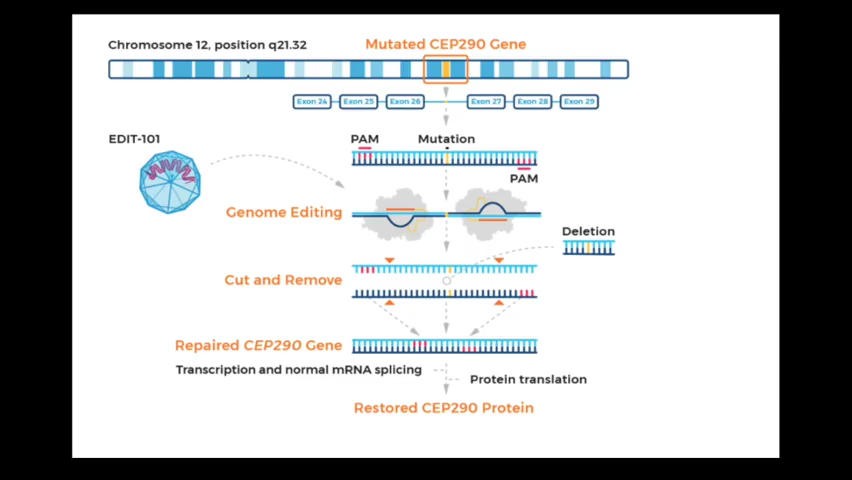 Chromosome 12, position q21.32
Mutated CEP290 Gene
Exon 24
Exon 25
Exon 26
Exon 27
Exon 28
Exon 29
EDIT-101
PAM
Mutation
PAM
Genome Editing
Deletion
Cut and Remove
Repaired CEP290 Gene
Transcription and normal mRNA splicing
Protein translation
Restored CEP290 Protein